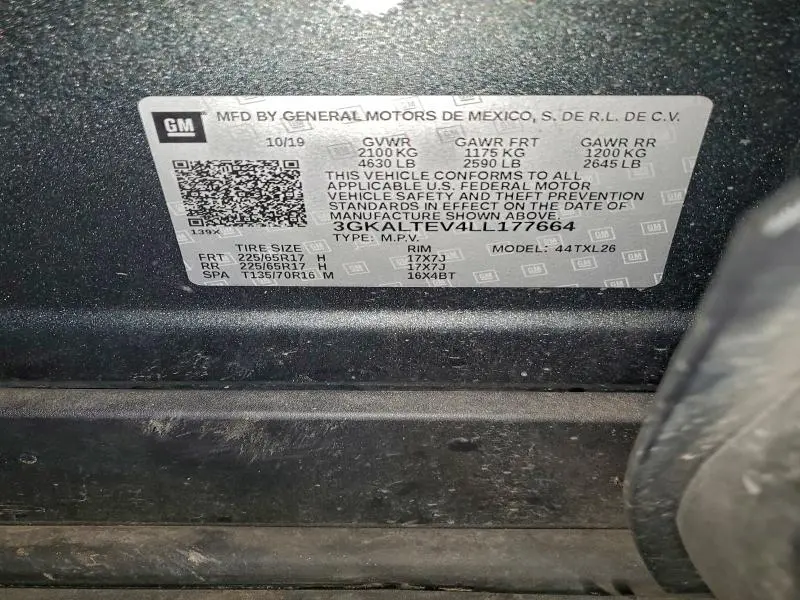 GM MFD BY GENERAL MOTORS DE MEXICO, S. DE R.L. DE C.V.
10/19 GVWR GAWR FRT GAWR RR
2100 KG 1175 KG 1200 KG
4630 LB 2590 LB 2645 LB
THIS VEHICLE CONFORMS TO ALL
APPLICABLE U.S. FEDERAL MOTOR
VEHICLE SAFETY AND THEFT PREVENTION
STANDARDS IN EFFECT ON THE DATE OF
MANUFACTURE SHOWN ABOVE.
139X 3GKALTEV4LL177664
TYPE: M.P.V. MODEL: 44TXL26
TIRE SIZE RIM
FRT 225/65R17 H 17X7J
RR 225/65R17 H 17X7J
SPA T135/70R16 M 16X4BT